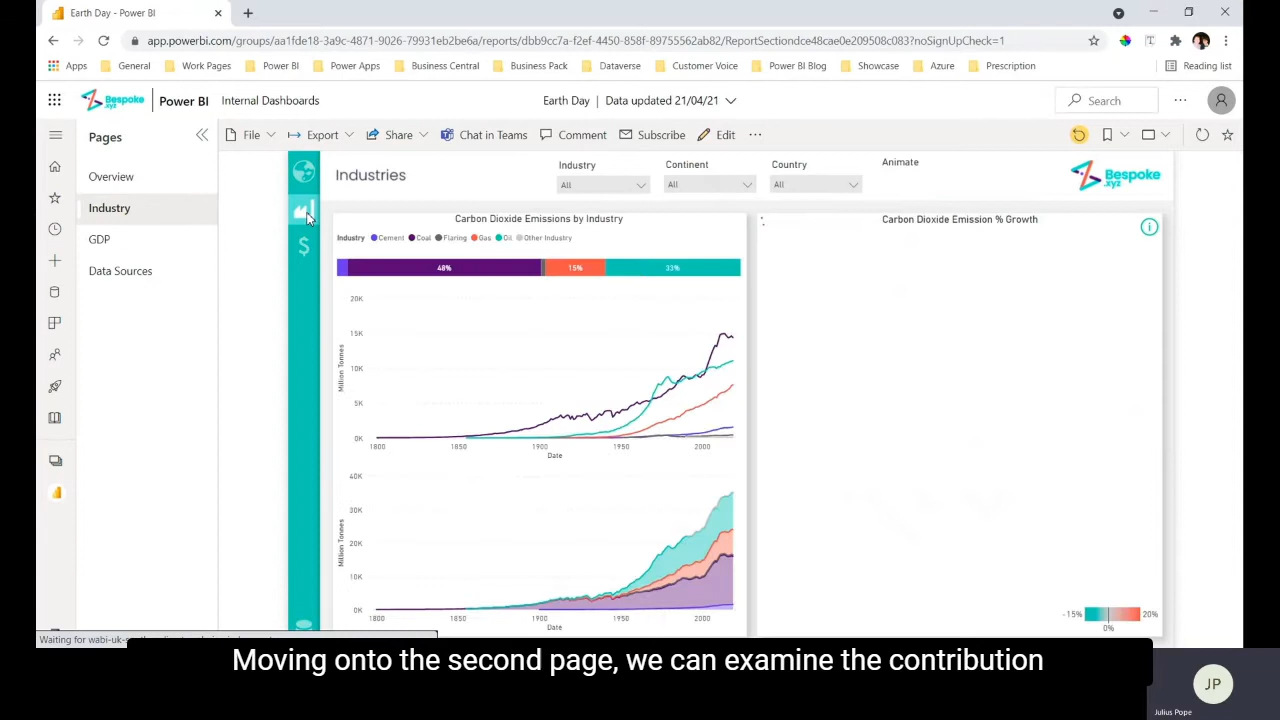 Earth Day - Power BI
app.powerbi.com/groups/aa1fde18-3a9c-4871-9026-79931eb2be6a/reports/dbb9cc7a-f2ef-4450-858f-89755562ab82/ReportSectiondce48cae0e209508c083?noSignUpCheck=1
Apps General Work Pages Power BI Power Apps Business Central Business Pack Dataverse Customer Voice Power BI Blog Showcase Azure Prescription Reading list
Bespoke .xyz Power BI Internal Dashboards Earth Day | Data updated 21/04/21 Search
Pages File Export Share Chat in Teams Comment Subscribe Edit
Overview
Industry
GDP
Data Sources
Industries
Industry Continent Country Animate
All All All
Bespoke .xyz
Carbon Dioxide Emissions by Industry
Industry Cement Coal Flaring Gas Oil Other Industry
48% 15% 33%
20K
15K
10K
5K
0K
Million Tonnes
1800 1850 1900 1950 2000
Date
40K
30K
20K
10K
0K
Million Tonnes
1800 1850 1900 1950 2000
Date
Carbon Dioxide Emission % Growth
i
-15% 20%
0%
Moving onto the second page, we can examine the contribution
JP
Julius Pope